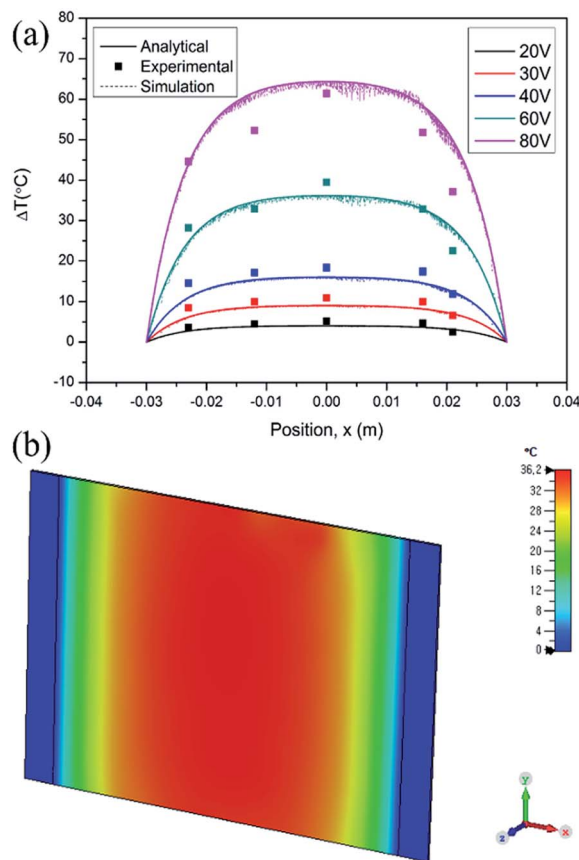 (a)
Analytical
Experimental
Simulation
20V
30V
40V
60V
80V
ΔT(°C)
80
70
60
50
40
30
20
10
0
-10
-0.04
-0.03
-0.02
-0.01
0.00
0.01
0.02
0.03
0.04
Position, x (m)
(b)
°C
36,2
32
28
24
20
16
12
8
4
0
Y
Z
X